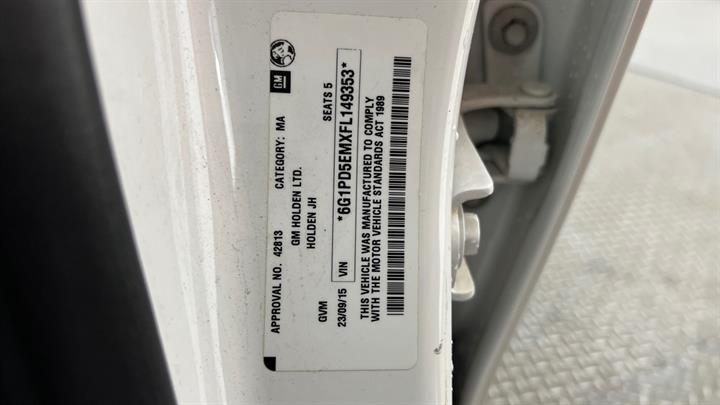 GM
APPROVAL NO. 42813 CATEGORY: MA
GM HOLDEN LTD.
HOLDEN JH
GVM SEATS 5
23/09/15 VIN *6G1PD5EMXFL149353*
THIS VEHICLE WAS MANUFACTURED TO COMPLY
WITH THE MOTOR VEHICLE STANDARDS ACT 1989